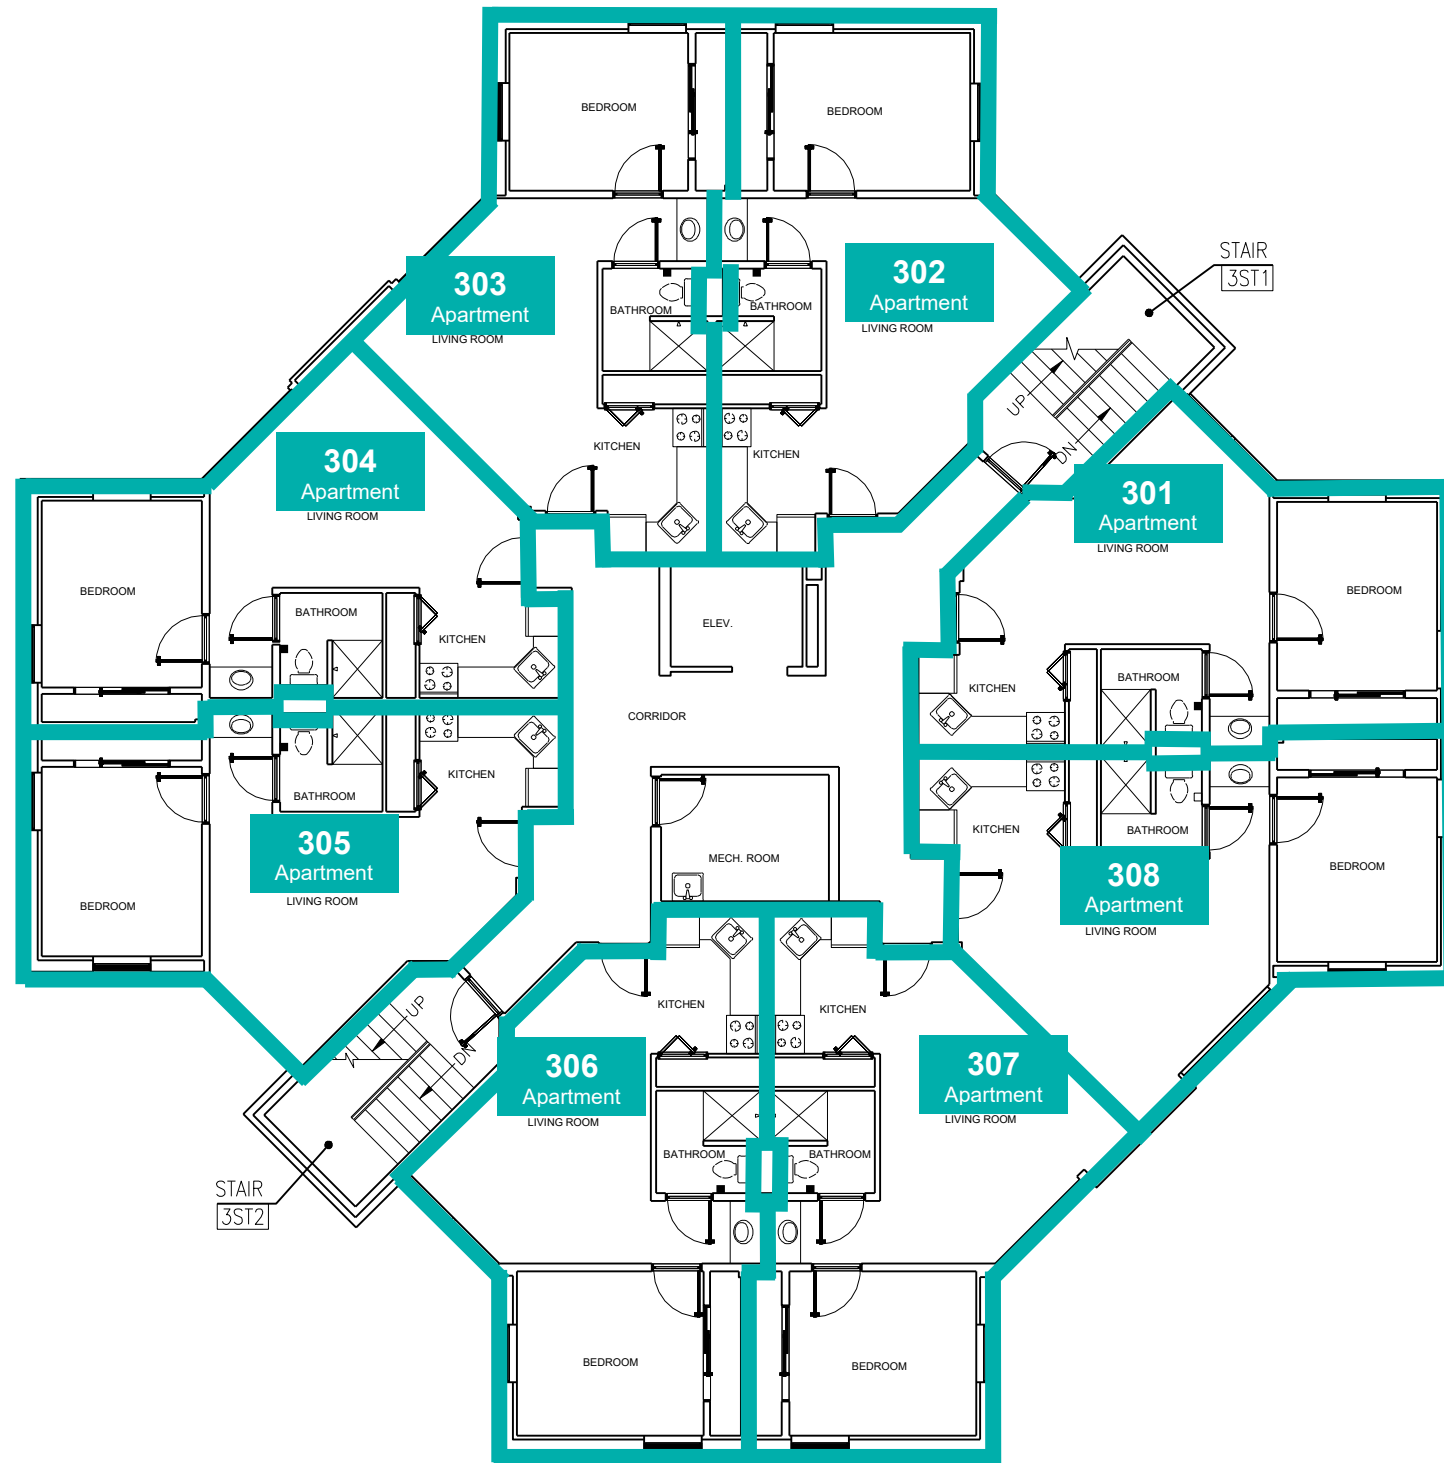 BEDROOM
BEDROOM
303
Apartment
LIVING ROOM
302
Apartment
LIVING ROOM
STAIR
3ST1
BATHROOM
BATHROOM
UP
DN
KITCHEN
KITCHEN
304
Apartment
LIVING ROOM
301
Apartment
LIVING ROOM
BEDROOM
BATHROOM
KITCHEN
ELEV.
BEDROOM
BATHROOM
KITCHEN
CORRIDOR
KITCHEN
BATHROOM
KITCHEN
BATHROOM
305
Apartment
LIVING ROOM
BEDROOM
MECH. ROOM
308
Apartment
LIVING ROOM
BEDROOM
UP
DN
KITCHEN
KITCHEN
306
Apartment
LIVING ROOM
307
Apartment
LIVING ROOM
BATHROOM
BATHROOM
STAIR
3ST2
BEDROOM
BEDROOM